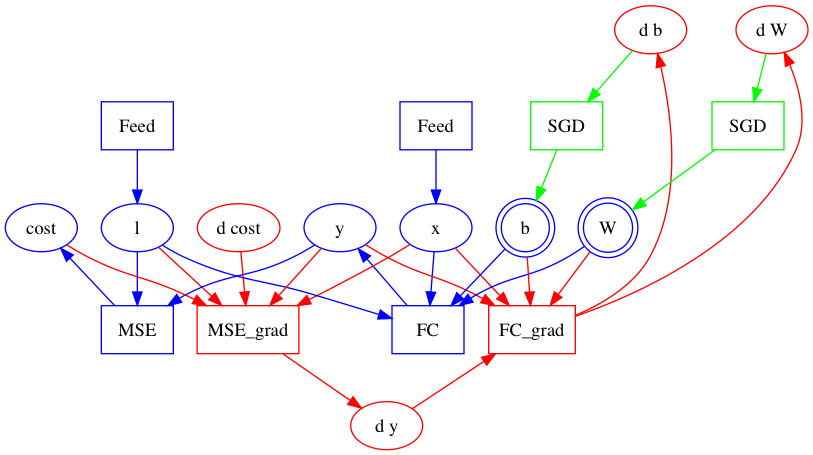 d b
d W
Feed
Feed
SGD
SGD
cost
l
d cost
y
x
b
W
MSE
MSE_grad
FC
FC_grad
d y